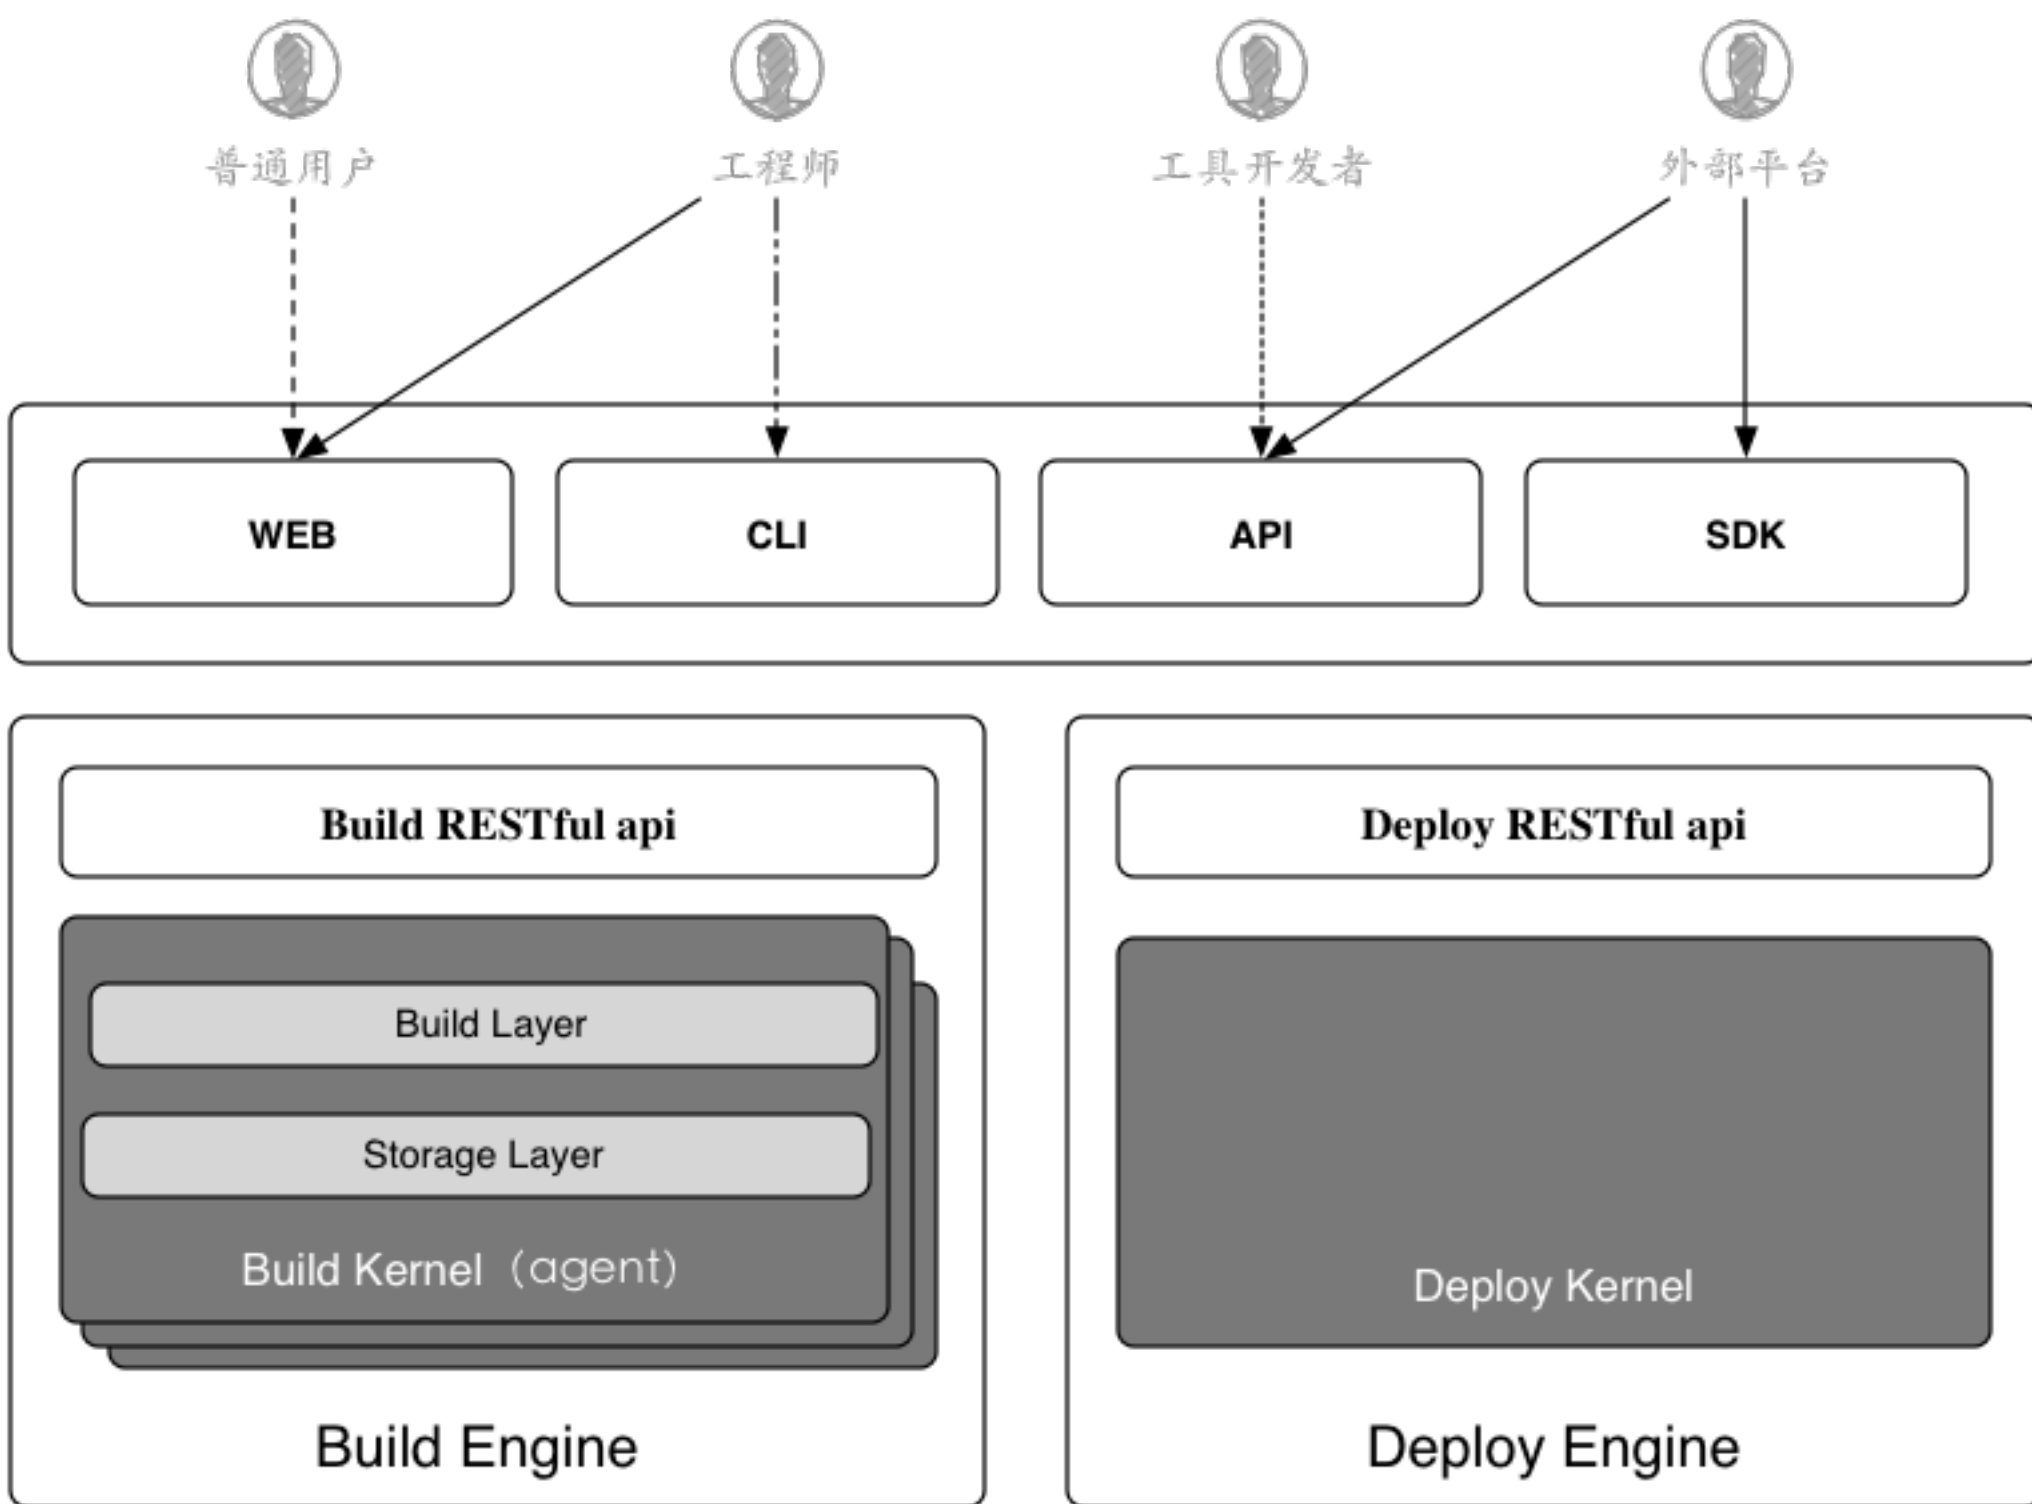 普通用户
工程师
工具开发者
外部平台
WEB
CLI
API
SDK
Build RESTful api
Deploy RESTful api
Build Layer
Storage Layer
Build Kernel（agent）
Deploy Kernel
Build Engine
Deploy Engine